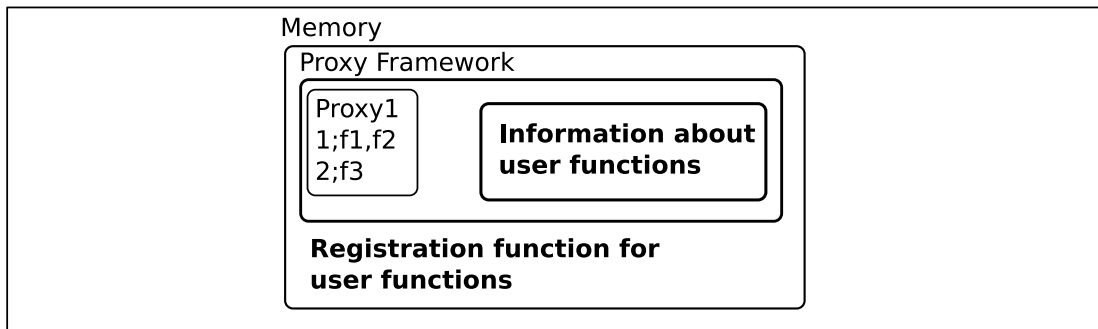 Memory
Proxy Framework
Proxy1
1;f1,f2
2;f3
Information about
user functions
Registration function for
user functions